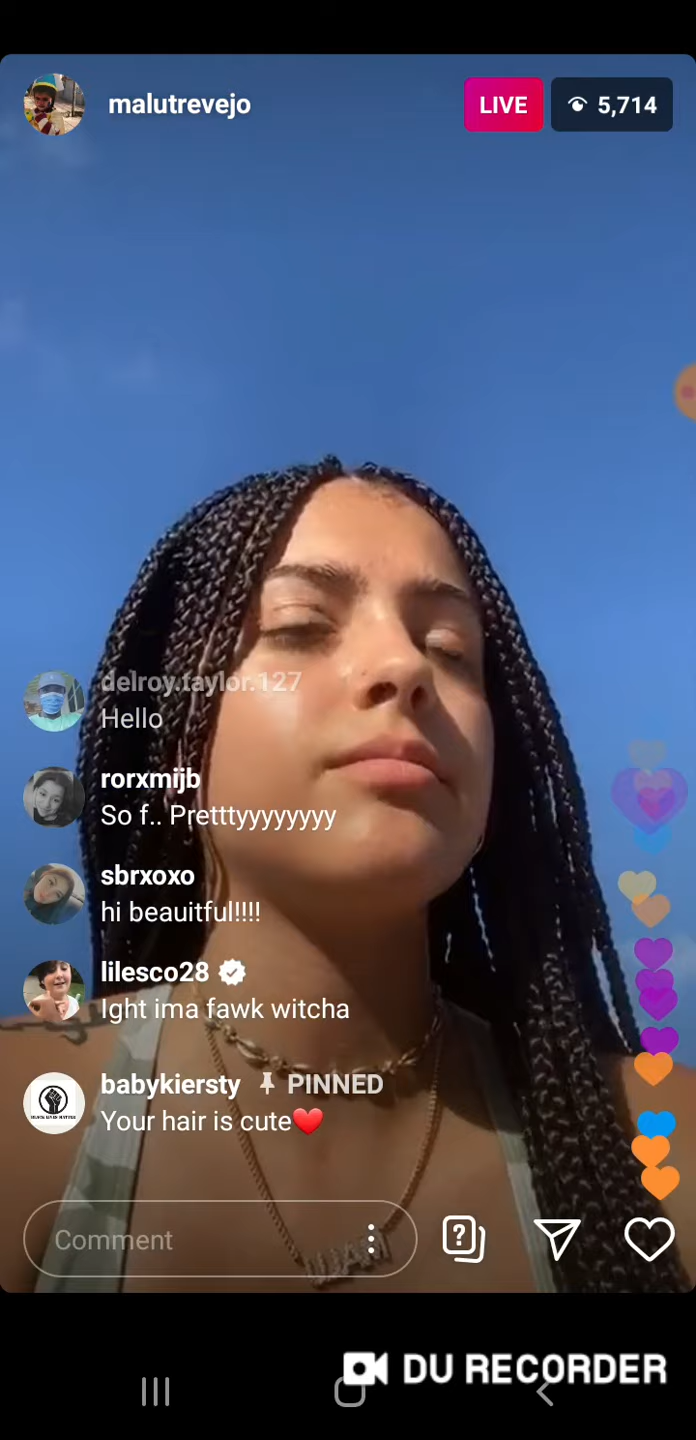 malutrevejo
LIVE
5,714
delroy.taylor.127
Hello
rorxmijb
So f.. Pretttyyyyyyyy
sbrxoxo
hi beauitful!!!!
lilesco28
Ight ima fawk witcha
babykiersty PINNED
Your hair is cute❤️
Comment
DU RECORDER